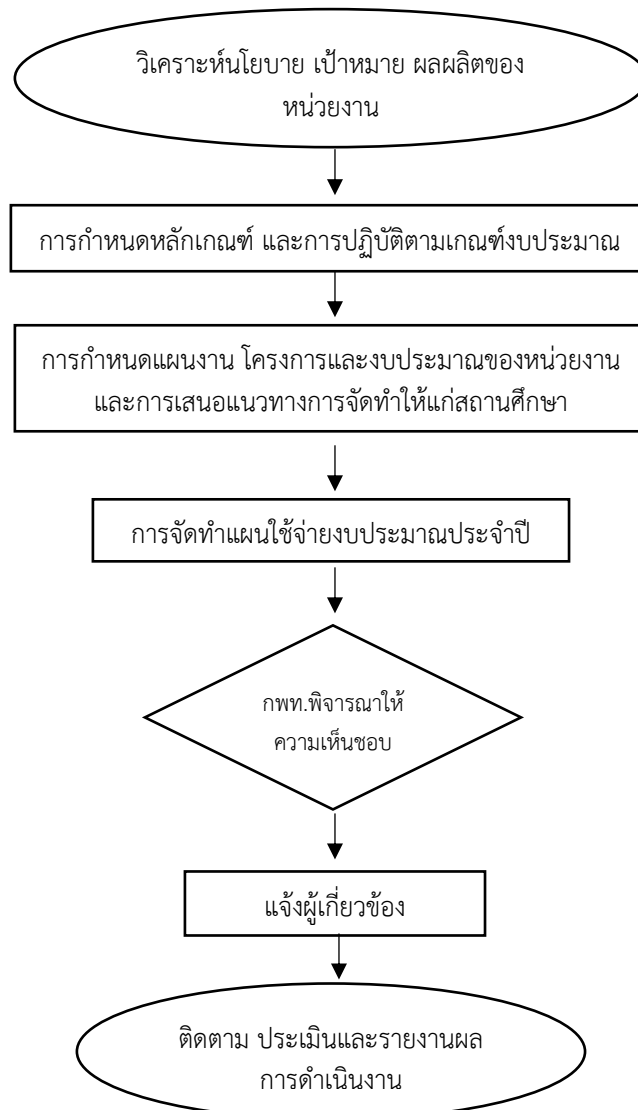 วิเคราะห์นโยบาย เป้าหมาย ผลผลิตของ
หน่วยงาน
การกำหนดหลักเกณฑ์ และการปฏิบัติตามเกณฑ์งบประมาณ
การกำหนดแผนงาน โครงการและงบประมาณของหน่วยงาน
และการเสนอแนวทางการจัดทำให้แก่สถานศึกษา
การจัดทำแผนใช้จ่ายงบประมาณประจำปี
กพท.พิจารณาให้
ความเห็นชอบ
แจ้งผู้เกี่ยวข้อง
ติดตาม ประเมินและรายงานผล
การดำเนินงาน